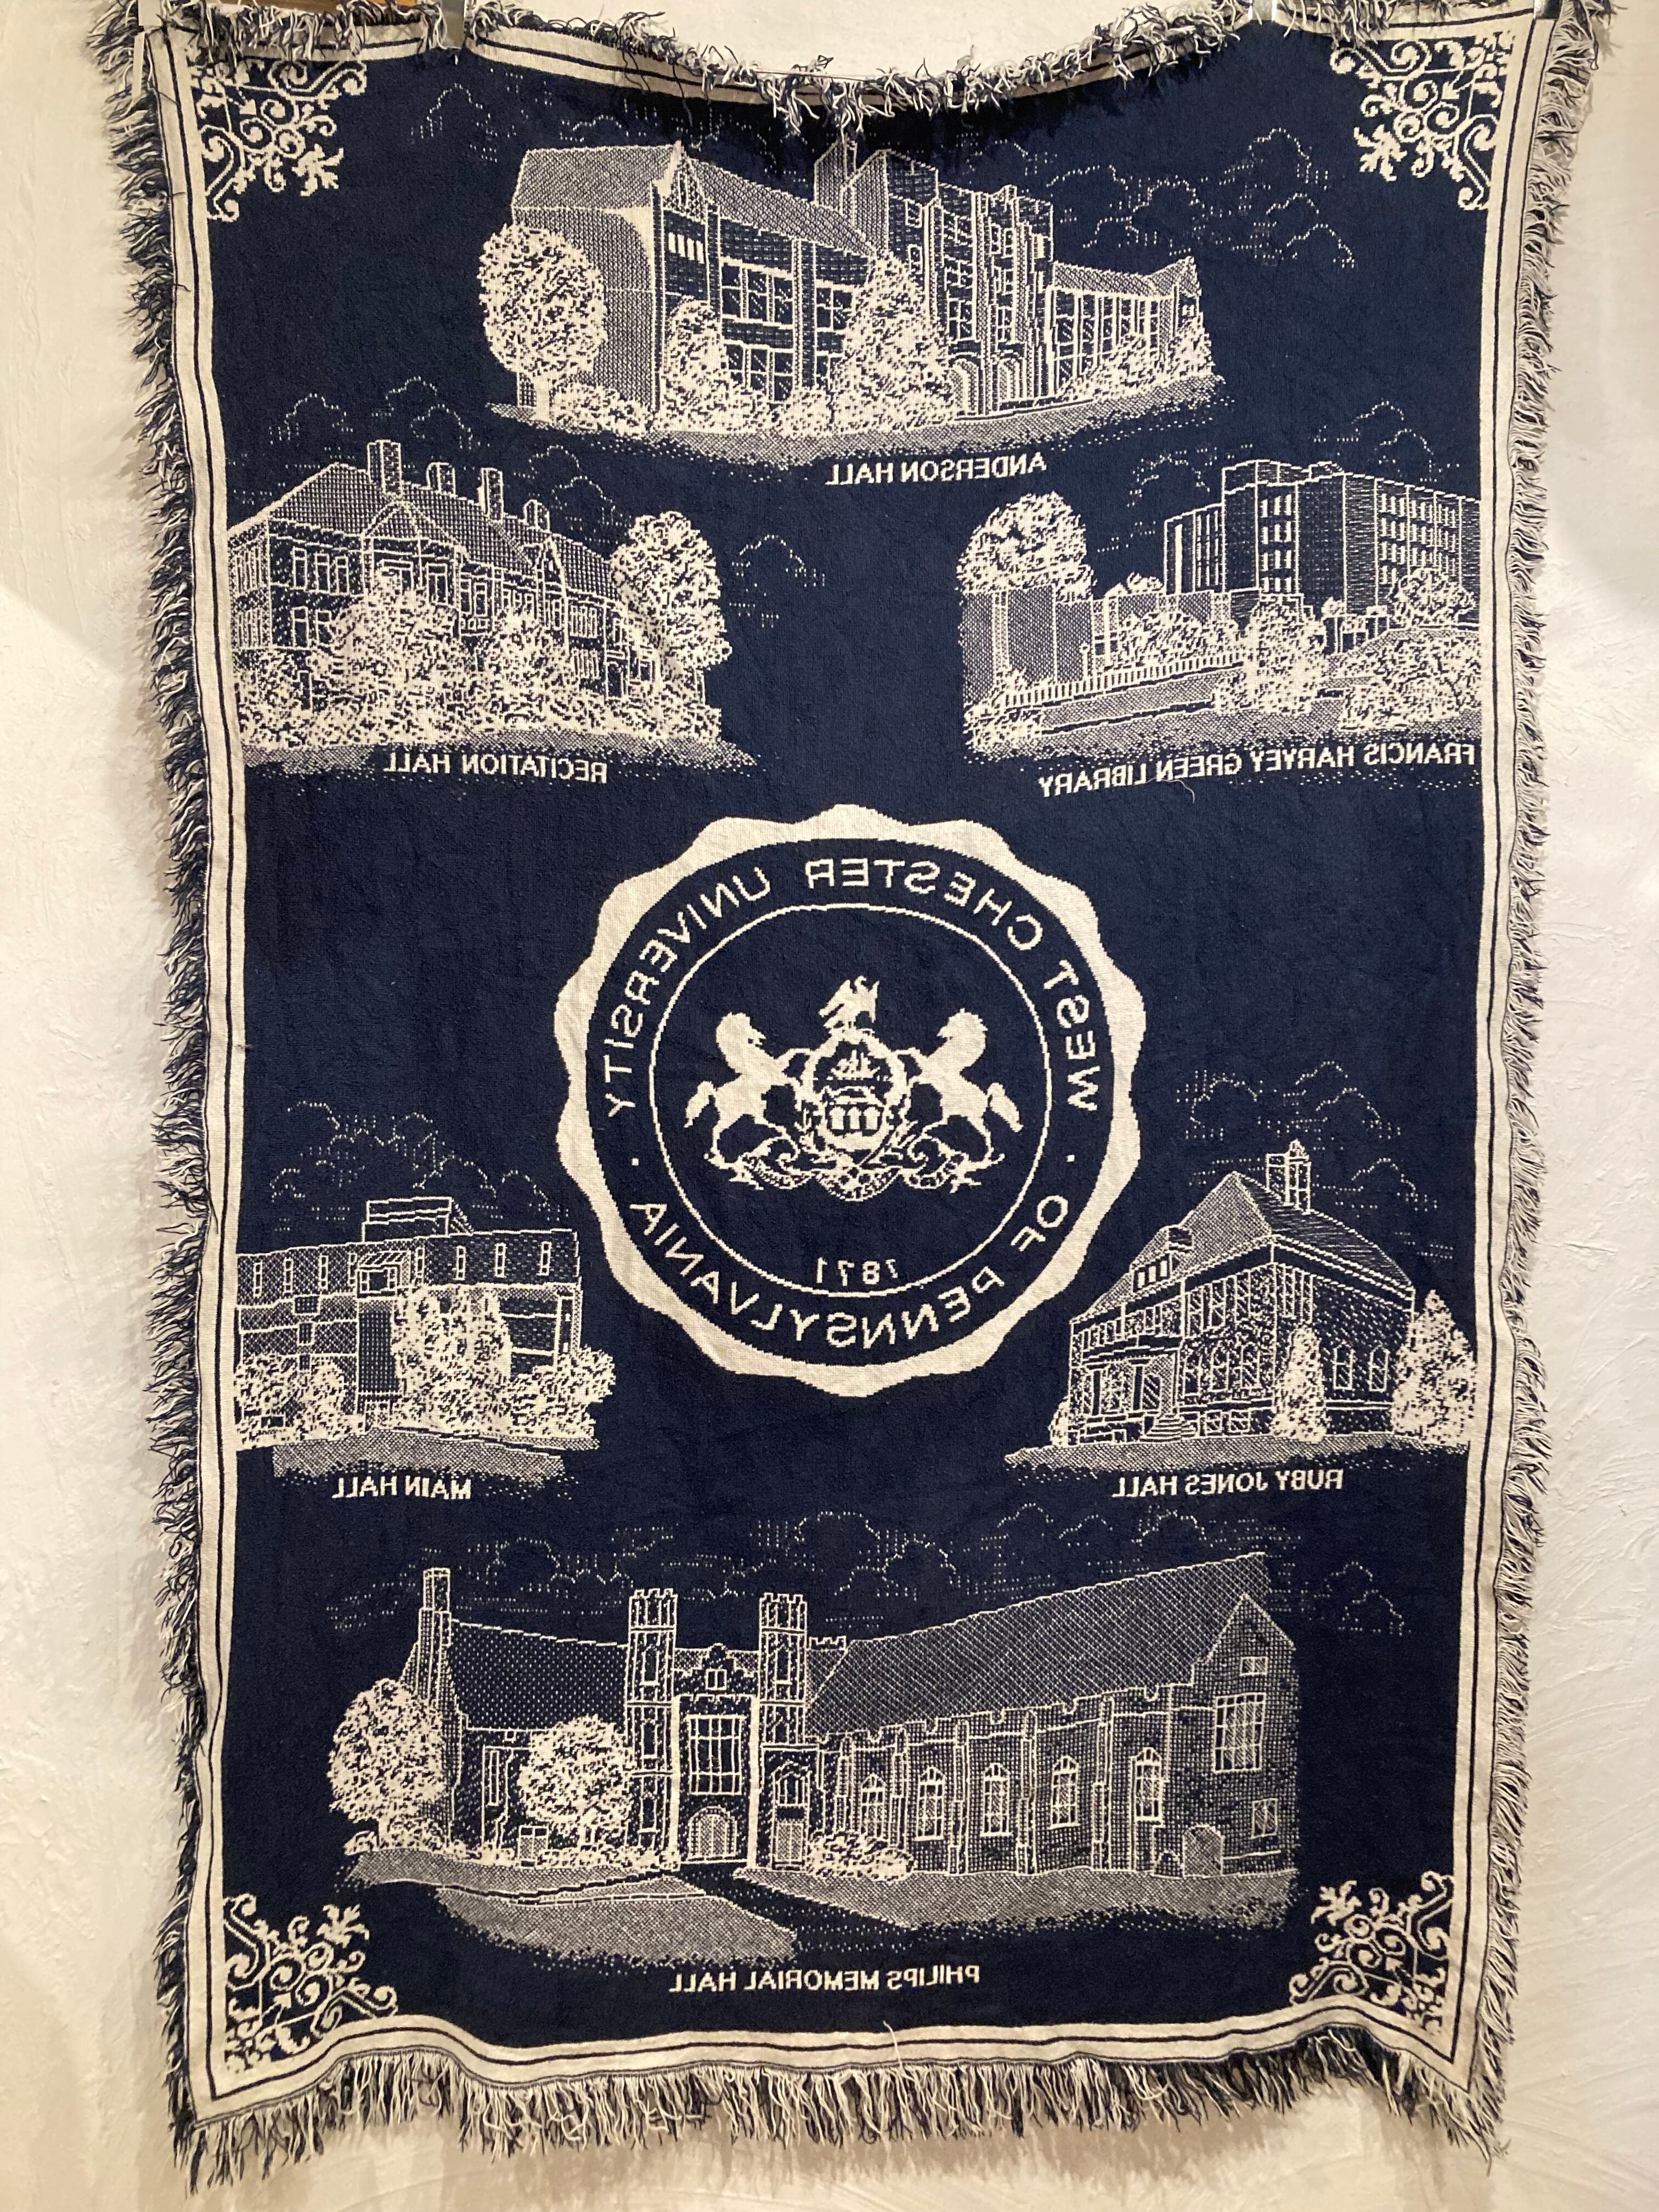 ANDERSON HALL
FRANCIS HARVEY GREEN LIBRARY
RECITATION HALL
WEST CHESTER UNIVERSITY
· OF PENNSYLVANIA ·
1871
RUBY JONES HALL
MAIN HALL
PHILIPS MEMORIAL HALL